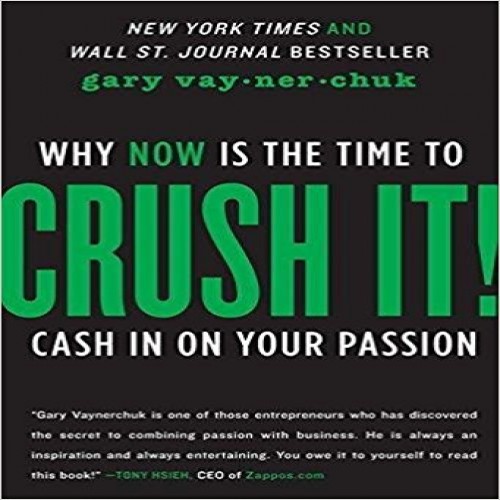 NEW YORK TIMES AND
WALL ST. JOURNAL BESTSELLER
gary vay·ner·chuk
WHY NOW IS THE TIME TO
CRUSH IT!
CASH IN ON YOUR PASSION
"Gary Vaynerchuk is one of those entrepreneurs who has discovered
the secret to combining passion with business. He is always an
inspiration and always entertaining. You owe it to yourself to read
this book!" —TONY HSIEH, CEO of Zappos.com